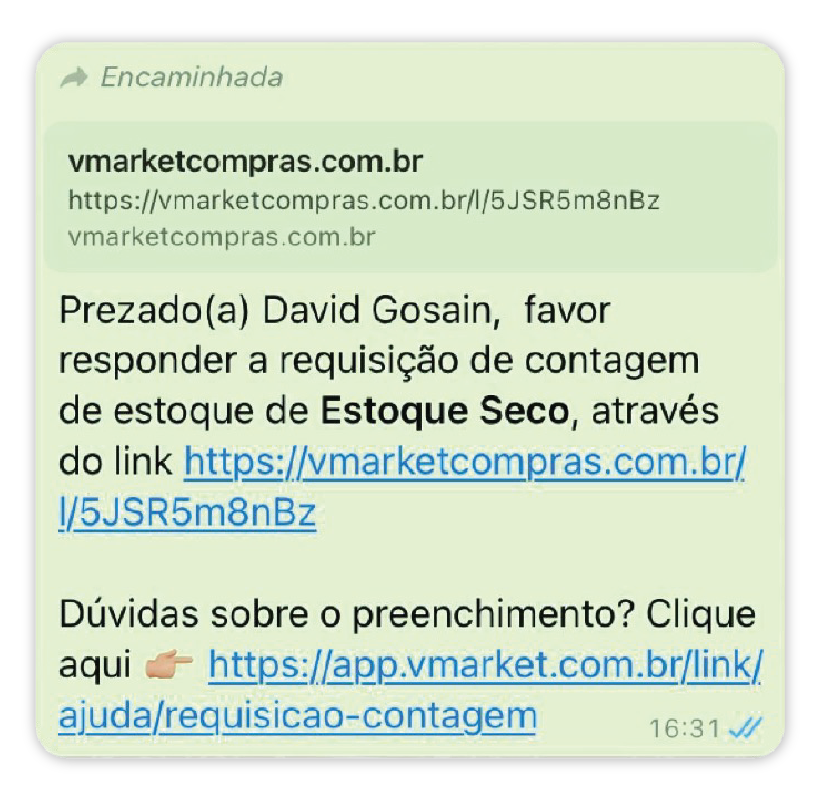 Encaminhada
vmarketcompras.com.br
https://vmarketcompras.com.br/l/5JSR5m8nBz
vmarketcompras.com.br
Prezado(a) David Gosain,  favor
responder a requisição de contagem
de estoque de Estoque Seco, através
do link https://vmarketcompras.com.br/
l/5JSR5m8nBz
Dúvidas sobre o preenchimento? Clique
aqui 👉🏼 https://app.vmarket.com.br/link/
ajuda/requisicao-contagem
16:31